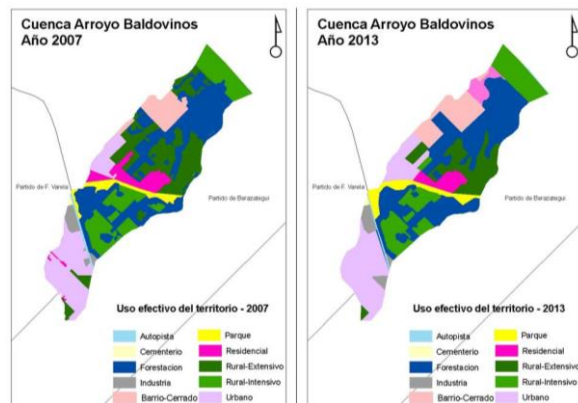 Cuenca Arroyo Baldovinos
Año 2007
Partido de F. Varela
Partido de Berazategui
Uso efectivo del territorio - 2007
Autopista
Parque
Cementerio
Residencial
Forestacion
Rural-Extensivo
Industria
Rural-Intensivo
Barrio-Cerrado
Urbano
Cuenca Arroyo Baldovinos
Año 2013
Partido de F. Varela
Partido de Berazategui
Uso efectivo del territorio - 2013
Autopista
Parque
Cementerio
Residencial
Forestacion
Rural-Extensivo
Industria
Rural-Intensivo
Barrio-Cerrado
Urbano